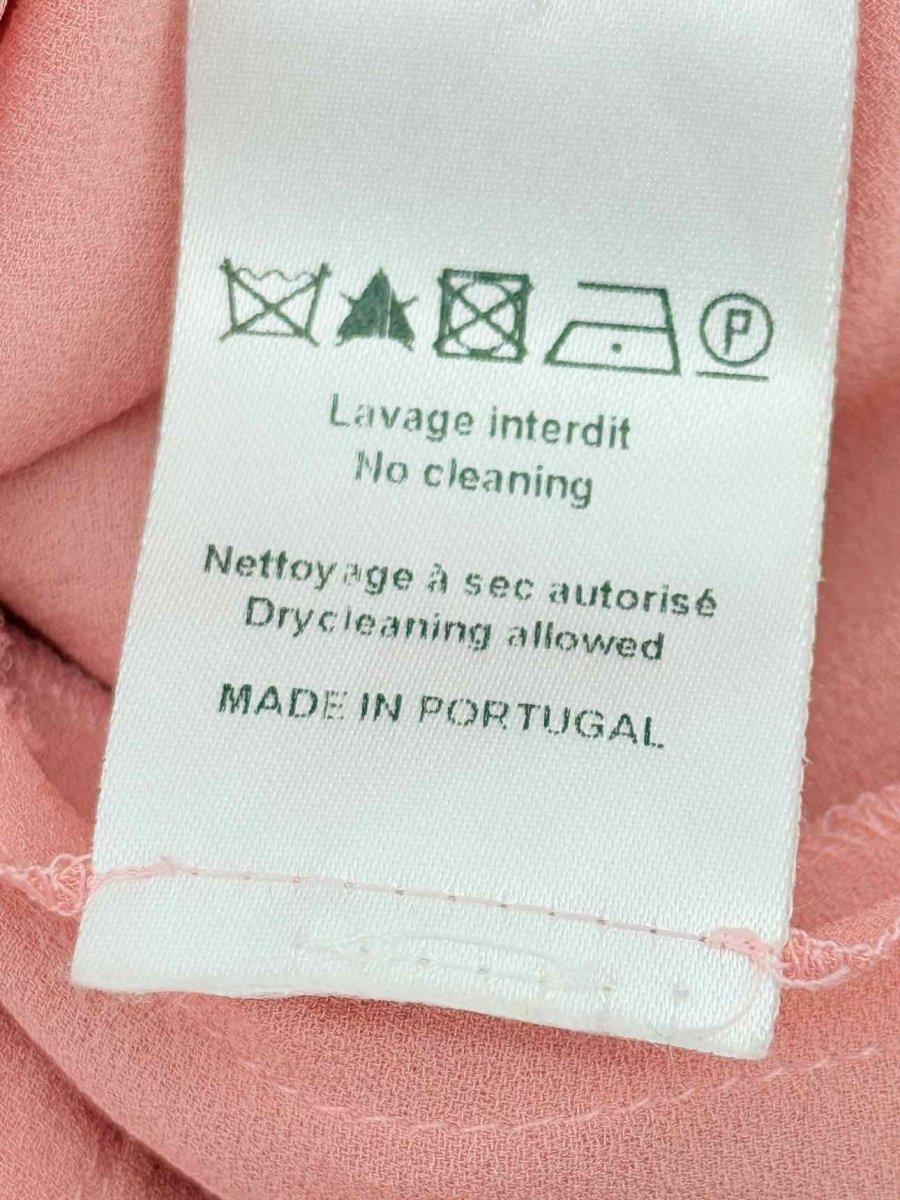 P
Lavage interdit
No cleaning
Nettoyage à sec autorisé
Drycleaning allowed
MADE IN PORTUGAL